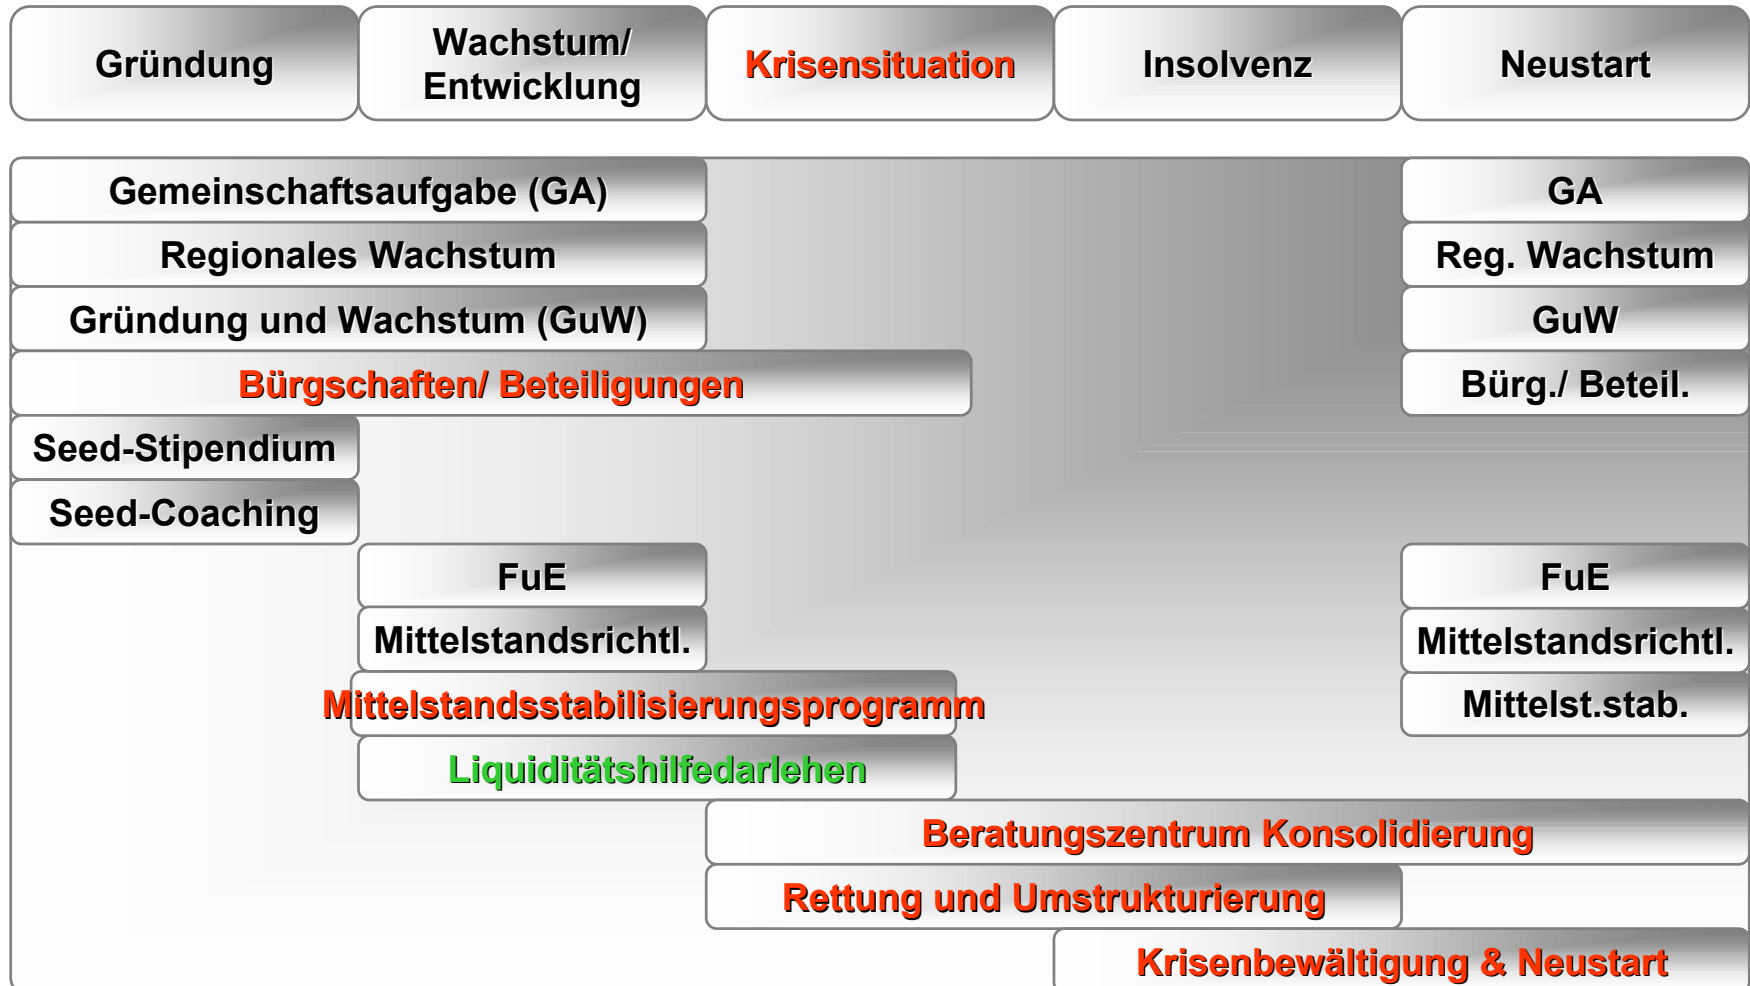 Gründung
Wachstum/
Entwicklung
Krisensituation
Insolvenz
Neustart
Gemeinschaftsaufgabe (GA)
GA
Regionales Wachstum
Reg. Wachstum
Gründung und Wachstum (GuW)
GuW
Bürgschaften/ Beteiligungen
Bürg./ Beteil.
Seed-Stipendium
Seed-Coaching
FuE
FuE
Mittelstandsrichtl.
Mittelstandsrichtl.
Mittelstandsstabilisierungsprogramm
Mittelst.stab.
Liquiditätshilfedarlehen
Beratungszentrum Konsolidierung
Rettung und Umstrukturierung
Krisenbewältigung & Neustart